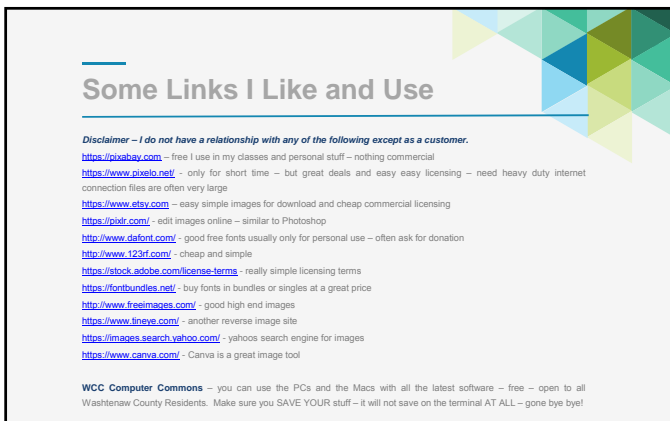 Some Links I Like and Use
Disclaimer – I do not have a relationship with any of the following except as a customer.
https://pixabay.com – free I use in my classes and personal stuff – nothing commercial
https://www.pixelo.net/ - only for short time – but great deals and easy easy licensing – need heavy duty internet
connection files are often very large
https://www.etsy.com – easy simple images for download and cheap commercial licensing
https://pixlr.com/ - edit images online – similar to Photoshop
http://www.dafont.com/ - good free fonts usually only for personal use – often ask for donation
http://www.123rf.com/ - cheap and simple
https://stock.adobe.com/license-terms - really simple licensing terms
https://fontbundles.net/ - buy fonts in bundles or singles at a great price
http://www.freeimages.com/ - good high end images
https://www.tineye.com/ - another reverse image site
https://images.search.yahoo.com/ - yahoos search engine for images
https://www.canva.com/ - Canva is a great image tool
WCC Computer Commons – you can use the PCs and the Macs with all the latest software – free – open to all
Washtenaw County Residents. Make sure you SAVE YOUR stuff – it will not save on the terminal AT ALL – gone bye bye!